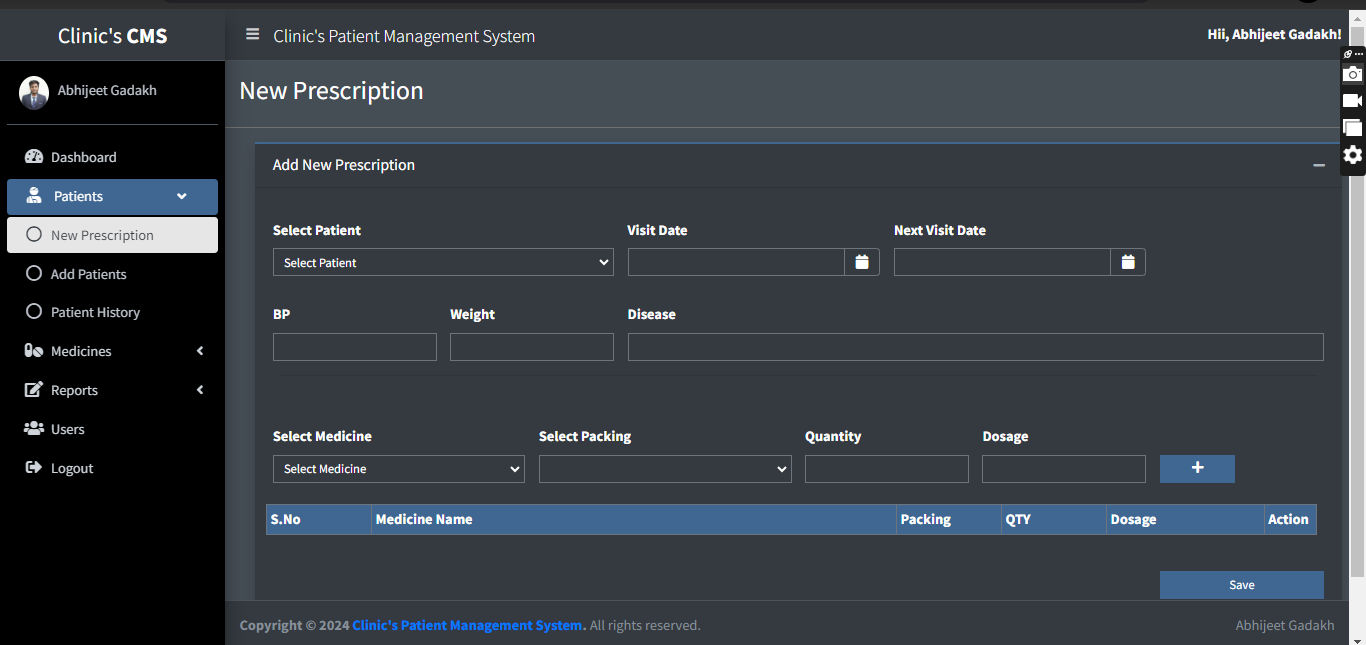 Clinic's CMS
Clinic's Patient Management System
Hii, Abhijeet Gadakh!
Abhijeet Gadakh
Dashboard
Patients
New Prescription
Add Patients
Patient History
Medicines
Reports
Users
Logout
New Prescription
Add New Prescription
Select Patient Visit Date Next Visit Date
Select Patient
BP Weight Disease
Select Medicine Select Packing Quantity Dosage
Select Medicine
S.No Medicine Name Packing QTY Dosage Action
Save
Copyright © 2024 Clinic's Patient Management System. All rights reserved.
Abhijeet Gadakh